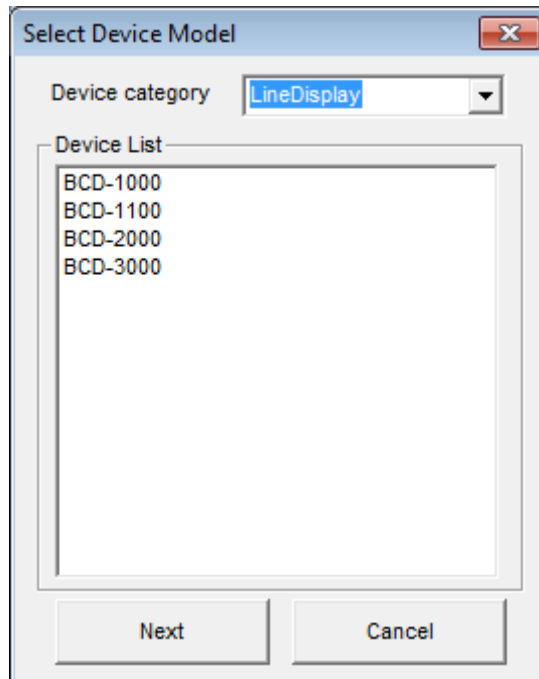 Select Device Model
Device category LineDisplay
Device List
BCD-1000
BCD-1100
BCD-2000
BCD-3000
Next Cancel